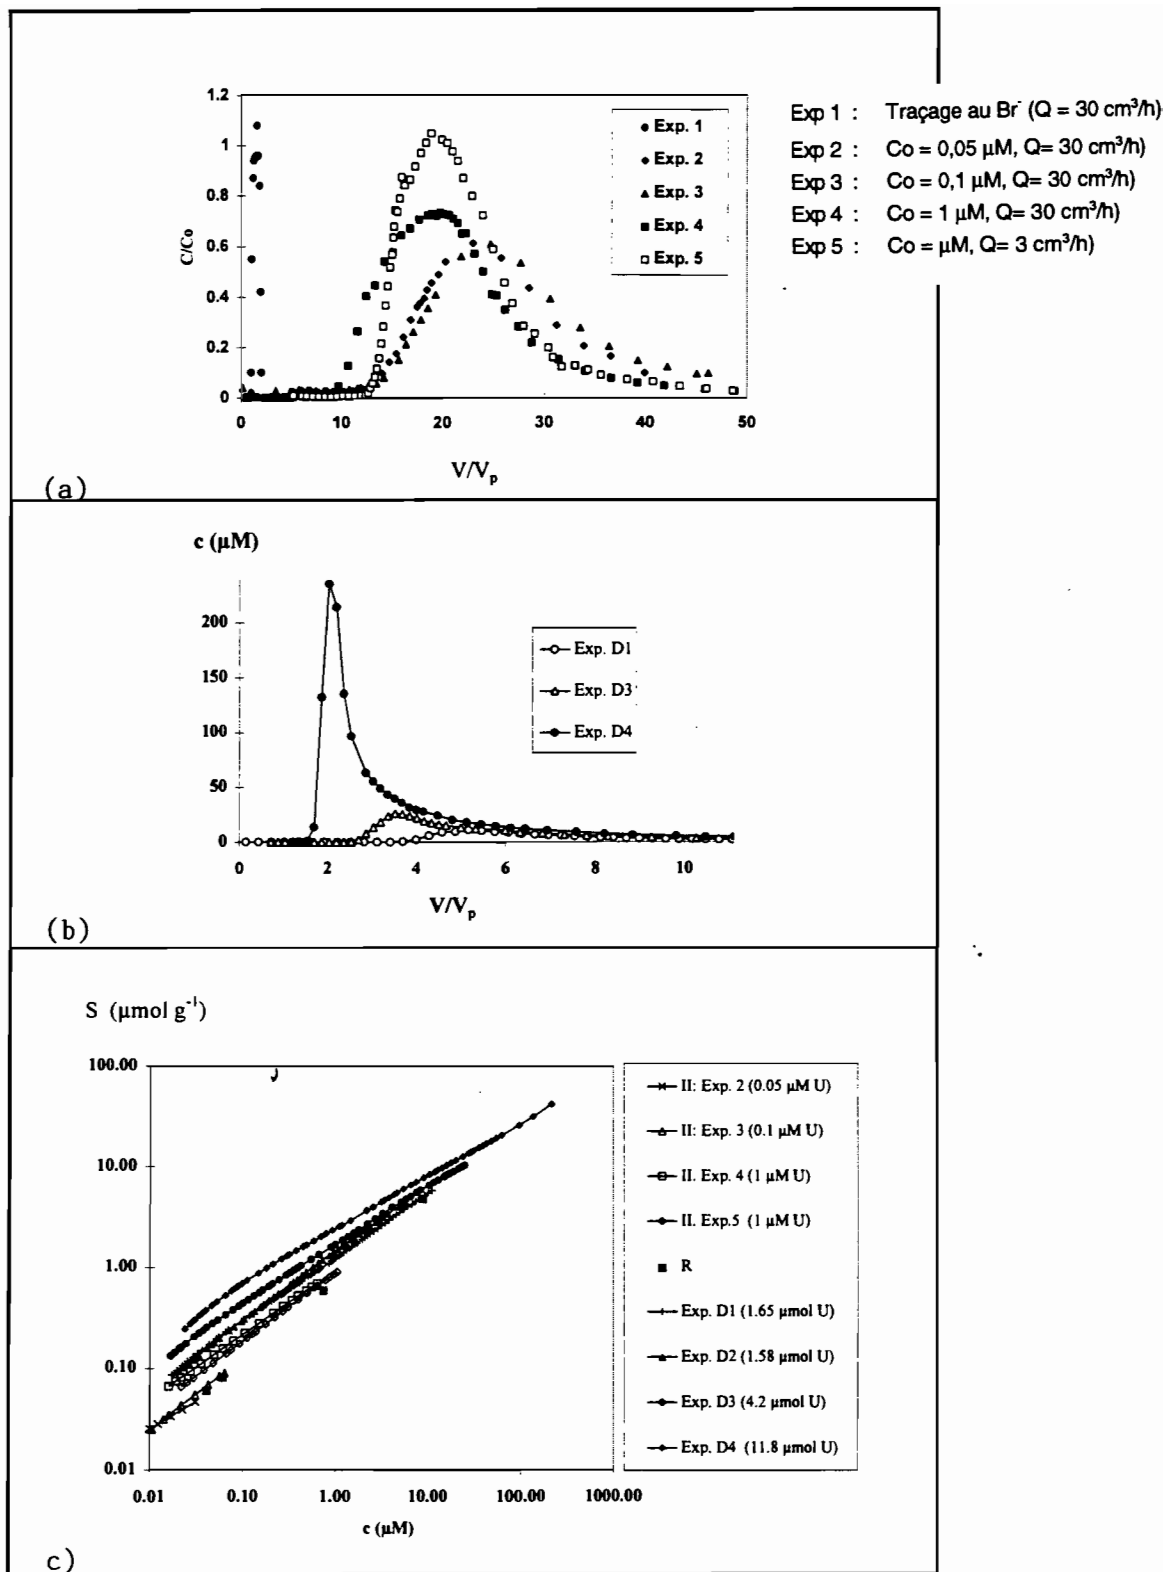 1.2
1
0.8
0.6
0.4
0.2
0
C/Co
0 10 20 30 40 50
V/Vp
Exp. 1
Exp. 2
Exp. 3
Exp. 4
Exp. 5
Exp 1 : Traçage au Br⁻ (Q = 30 cm³/h)
Exp 2 : Co = 0,05 µM, Q= 30 cm³/h)
Exp 3 : Co = 0,1 µM, Q= 30 cm³/h)
Exp 4 : Co = 1 µM, Q= 30 cm³/h)
Exp 5 : Co = µM, Q= 3 cm³/h)
(a)
c (µM)
200
150
100
50
0
0 2 4 6 8 10
V/Vp
Exp. D1
Exp. D3
Exp. D4
(b)
S (µmol g⁻¹)
100.00
10.00
1.00
0.10
0.01
0.01 0.10 1.00 10.00 100.00 1000.00
c (µM)
II: Exp. 2 (0.05 µM U)
II: Exp. 3 (0.1 µM U)
II. Exp. 4 (1 µM U)
II. Exp.5 (1 µM U)
R
Exp. D1 (1.65 µmol U)
Exp. D2 (1.58 µmol U)
Exp. D3 (4.2 µmol U)
Exp. D4 (11.8 µmol U)
c)